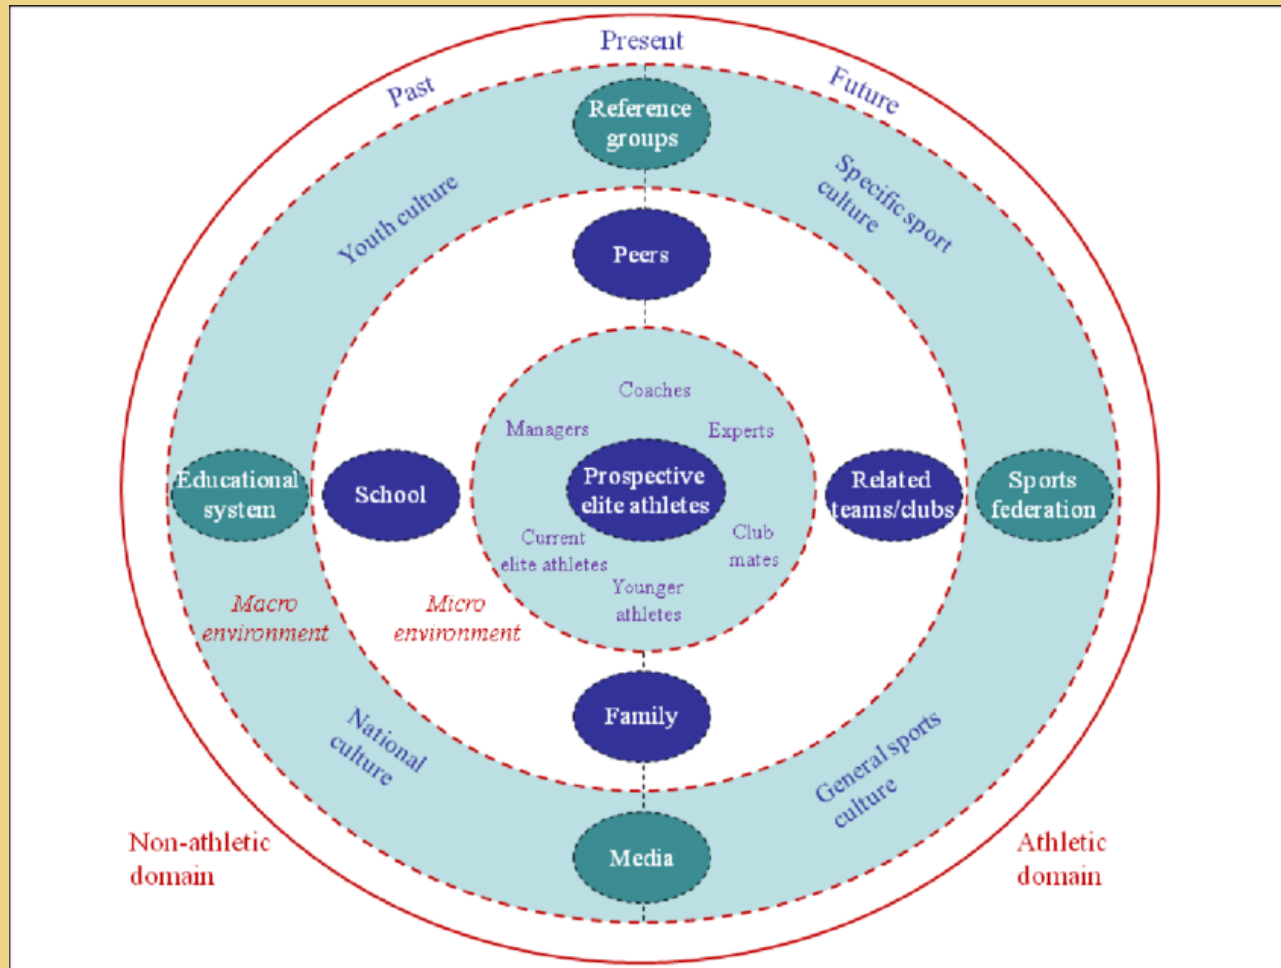 Present
Past
Future
Reference
groups
Youth culture
Specific sport
culture
Peers
Coaches
Managers
Experts
Educational
system
School
Prospective
elite athletes
Related
teams/clubs
Sports
federation
Current
elite athletes
Club
mates
Younger
athletes
Macro
environment
Micro
environment
Family
National
culture
General sports
culture
Media
Non-athletic
domain
Athletic
domain